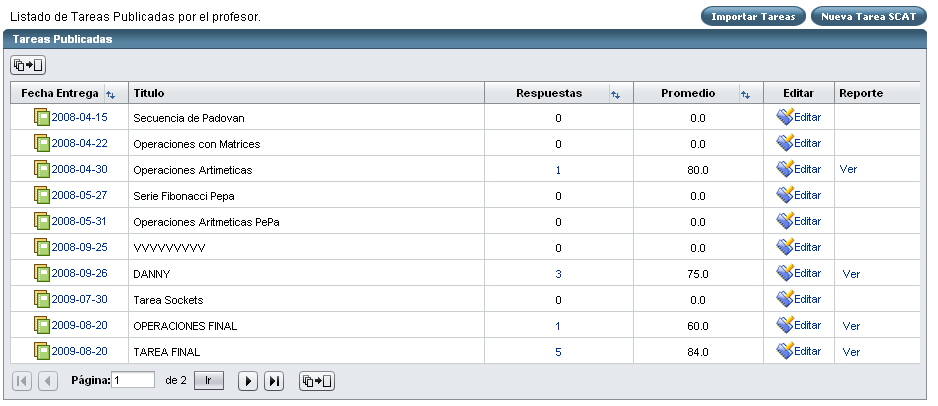 Listado de Tareas Publicadas por el profesor. Importar Tareas Nueva Tarea SCAT
Tareas Publicadas
Fecha Entrega Titulo Respuestas Promedio Editar Reporte
2008-04-15 Secuencia de Padovan 0 0.0 Editar
2008-04-22 Operaciones con Matrices 0 0.0 Editar
2008-04-30 Operaciones Artimeticas 1 80.0 Editar Ver
2008-05-27 Serie Fibonacci Pepa 0 0.0 Editar
2008-05-31 Operaciones Aritmeticas PePa 0 0.0 Editar
2008-09-25 VVVVVVVVV 0 0.0 Editar
2008-09-26 DANNY 3 75.0 Editar Ver
2009-07-30 Tarea Sockets 0 0.0 Editar
2009-08-20 OPERACIONES FINAL 1 60.0 Editar Ver
2009-08-20 TAREA FINAL 5 84.0 Editar Ver
Página: 1 de 2 Ir